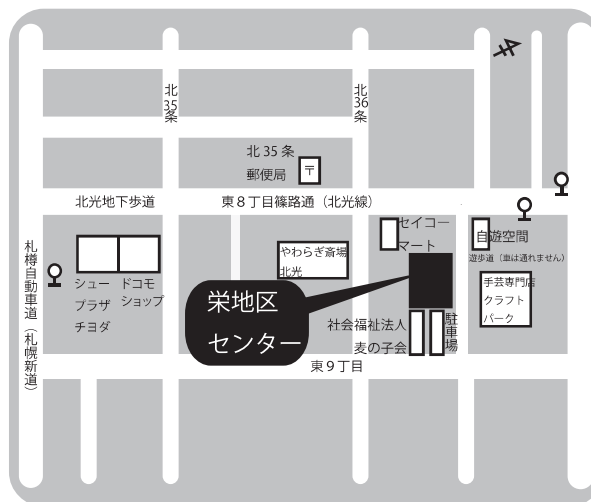 北
35
条
北
36
条
北 35 条
郵便局
〒
北光地下歩道
東８丁目篠路通（北光線）
セイコー
マート
自遊空間
遊歩道（車は通れません）
やわらぎ斎場
北光
手芸専門店
クラフト
パーク
札樽自動車道（札幌新道）
シュー
プラザ
チヨダ
ドコモ
ショップ
栄地区
センター
社会福祉法人
麦の子会
駐車場
東９丁目